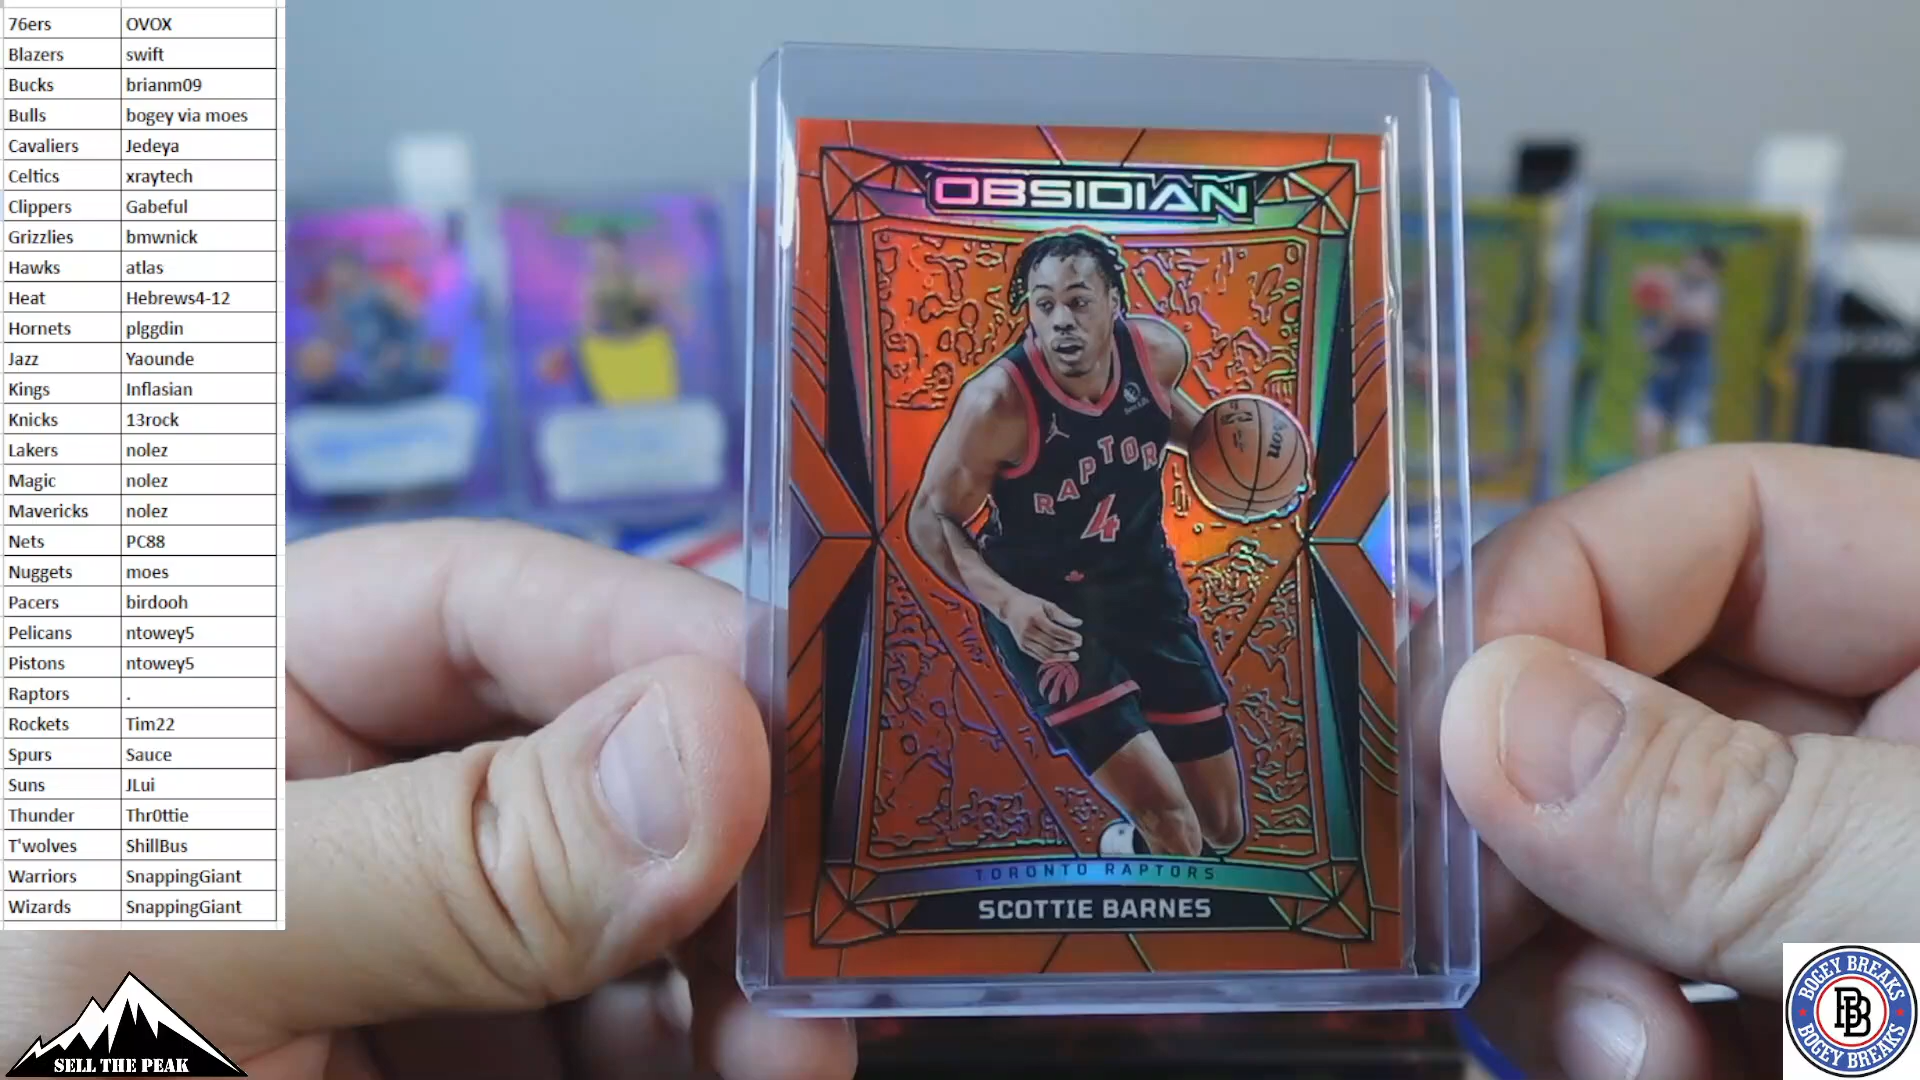 76ers OVOX
Blazers swift
Bucks brianm09
Bulls bogey via moes
Cavaliers Jedeya
Celtics xraytech
Clippers Gabeful
Grizzlies bmwnick
Hawks atlas
Heat Hebrews4-12
Hornets plggdin
Jazz Yaounde
Kings Inflasian
Knicks 13rock
Lakers nolez
Magic nolez
Mavericks nolez
Nets PC88
Nuggets moes
Pacers birdooh
Pelicans ntowey5
Pistons ntowey5
Raptors .
Rockets Tim22
Spurs Sauce
Suns JLui
Thunder Thr0ttie
T'wolves ShillBus
Warriors SnappingGiant
Wizards SnappingGiant
SELL THE PEAK
OBSIDIAN
RAPTOR
4
TORONTO RAPTORS
SCOTTIE BARNES
BOGEY BREAKS
BB
BOGEY BREAKS